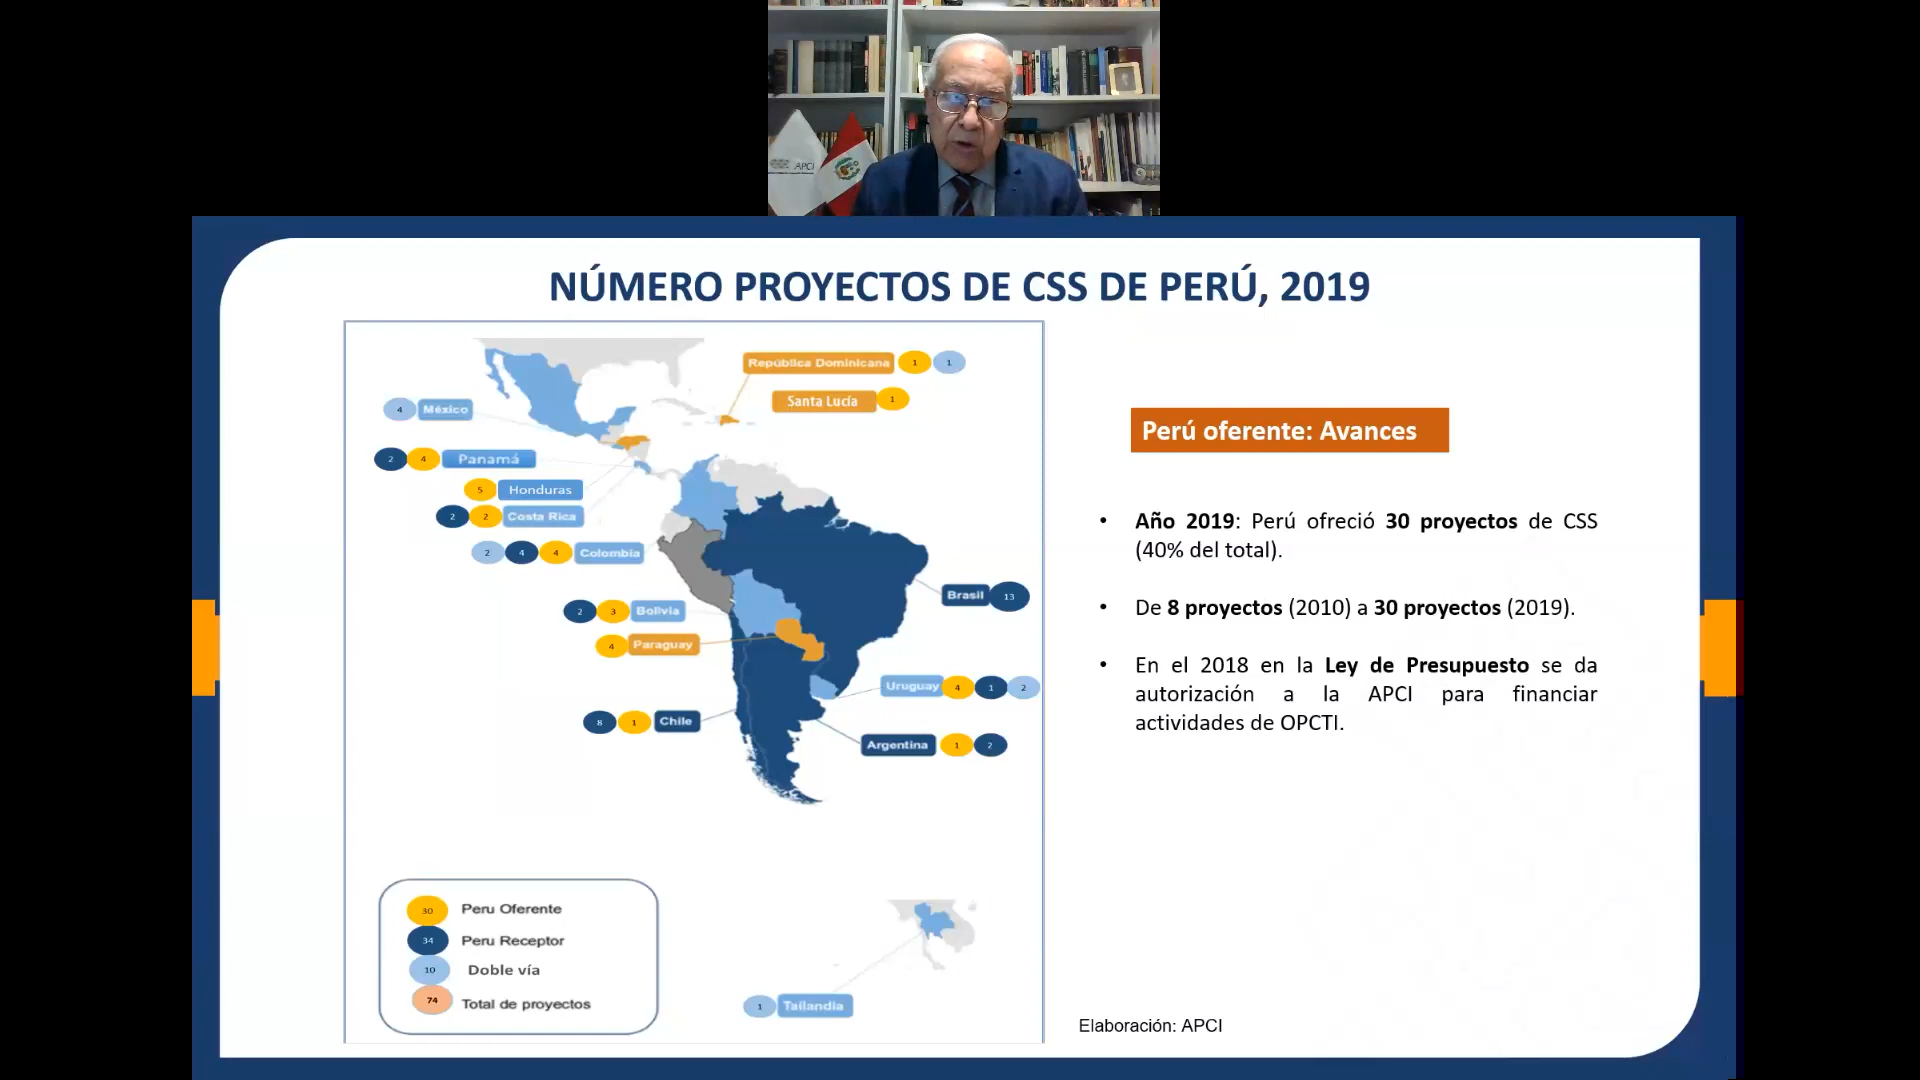 APCI
NÚMERO PROYECTOS DE CSS DE PERÚ, 2019
República Dominicana 1 1
Santa Lucía 1
4 México
2 4 Panamá
5 Honduras
2 2 Costa Rica
2 4 4 Colombia
Brasil 13
2 3 Bolivia
4 Paraguay
Uruguay 4 1 2
8 1 Chile
Argentina 1 2
30 Peru Oferente
34 Peru Receptor
10 Doble vía
74 Total de proyectos
1 Tailandia
Perú oferente: Avances
• Año 2019: Perú ofreció 30 proyectos de CSS
(40% del total).
• De 8 proyectos (2010) a 30 proyectos (2019).
• En el 2018 en la Ley de Presupuesto se da
autorización a la APCI para financiar
actividades de OPCTI.
Elaboración: APCI